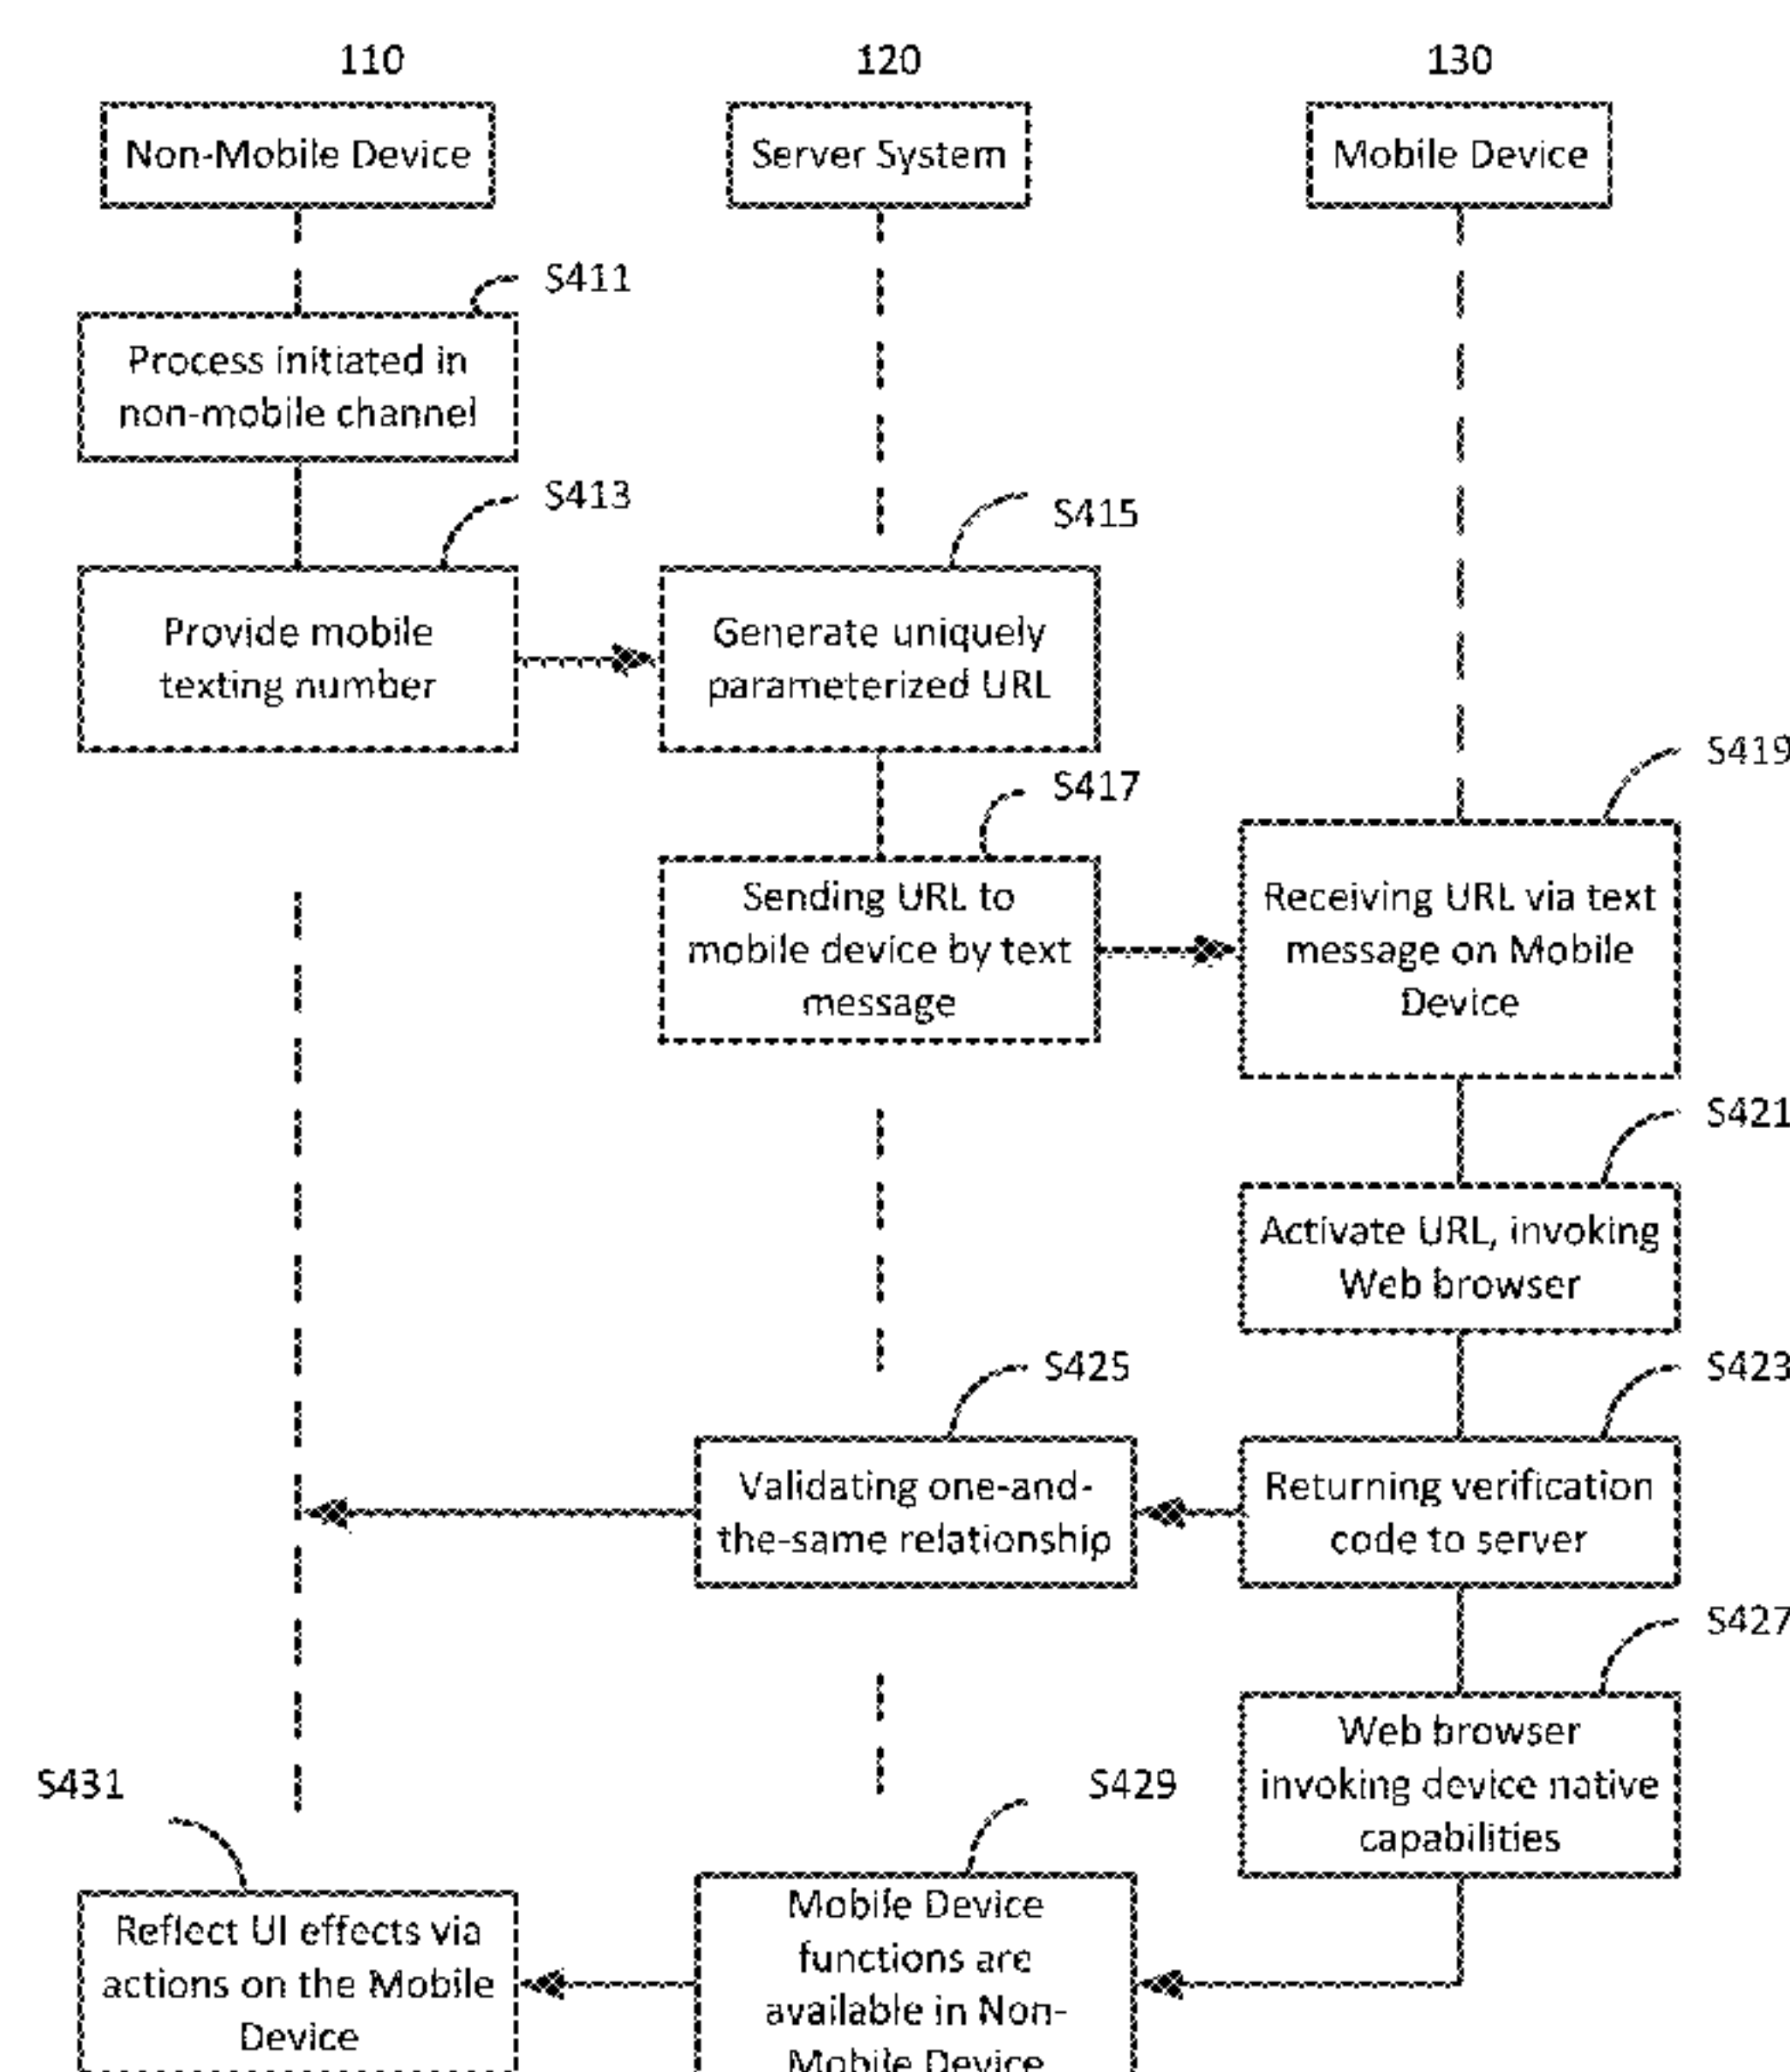 110
120
130
Non-Mobile Device
Server System
Mobile Device
S411
Process initiated in
non-mobile channel
S413
S415
Provide mobile
texting number
Generate uniquely
parameterized URL
S417
S419
Sending URL to
mobile device by text
message
Receiving URL via text
message on Mobile
Device
S421
Activate URL, invoking
Web browser
S425
S423
Validating one-and-
the-same relationship
Returning verification
code to server
S427
Web browser
invoking device native
capabilities
S431
S429
Reflect UI effects via
actions on the Mobile
Device
Mobile Device
functions are
available in Non-
Mobile Device